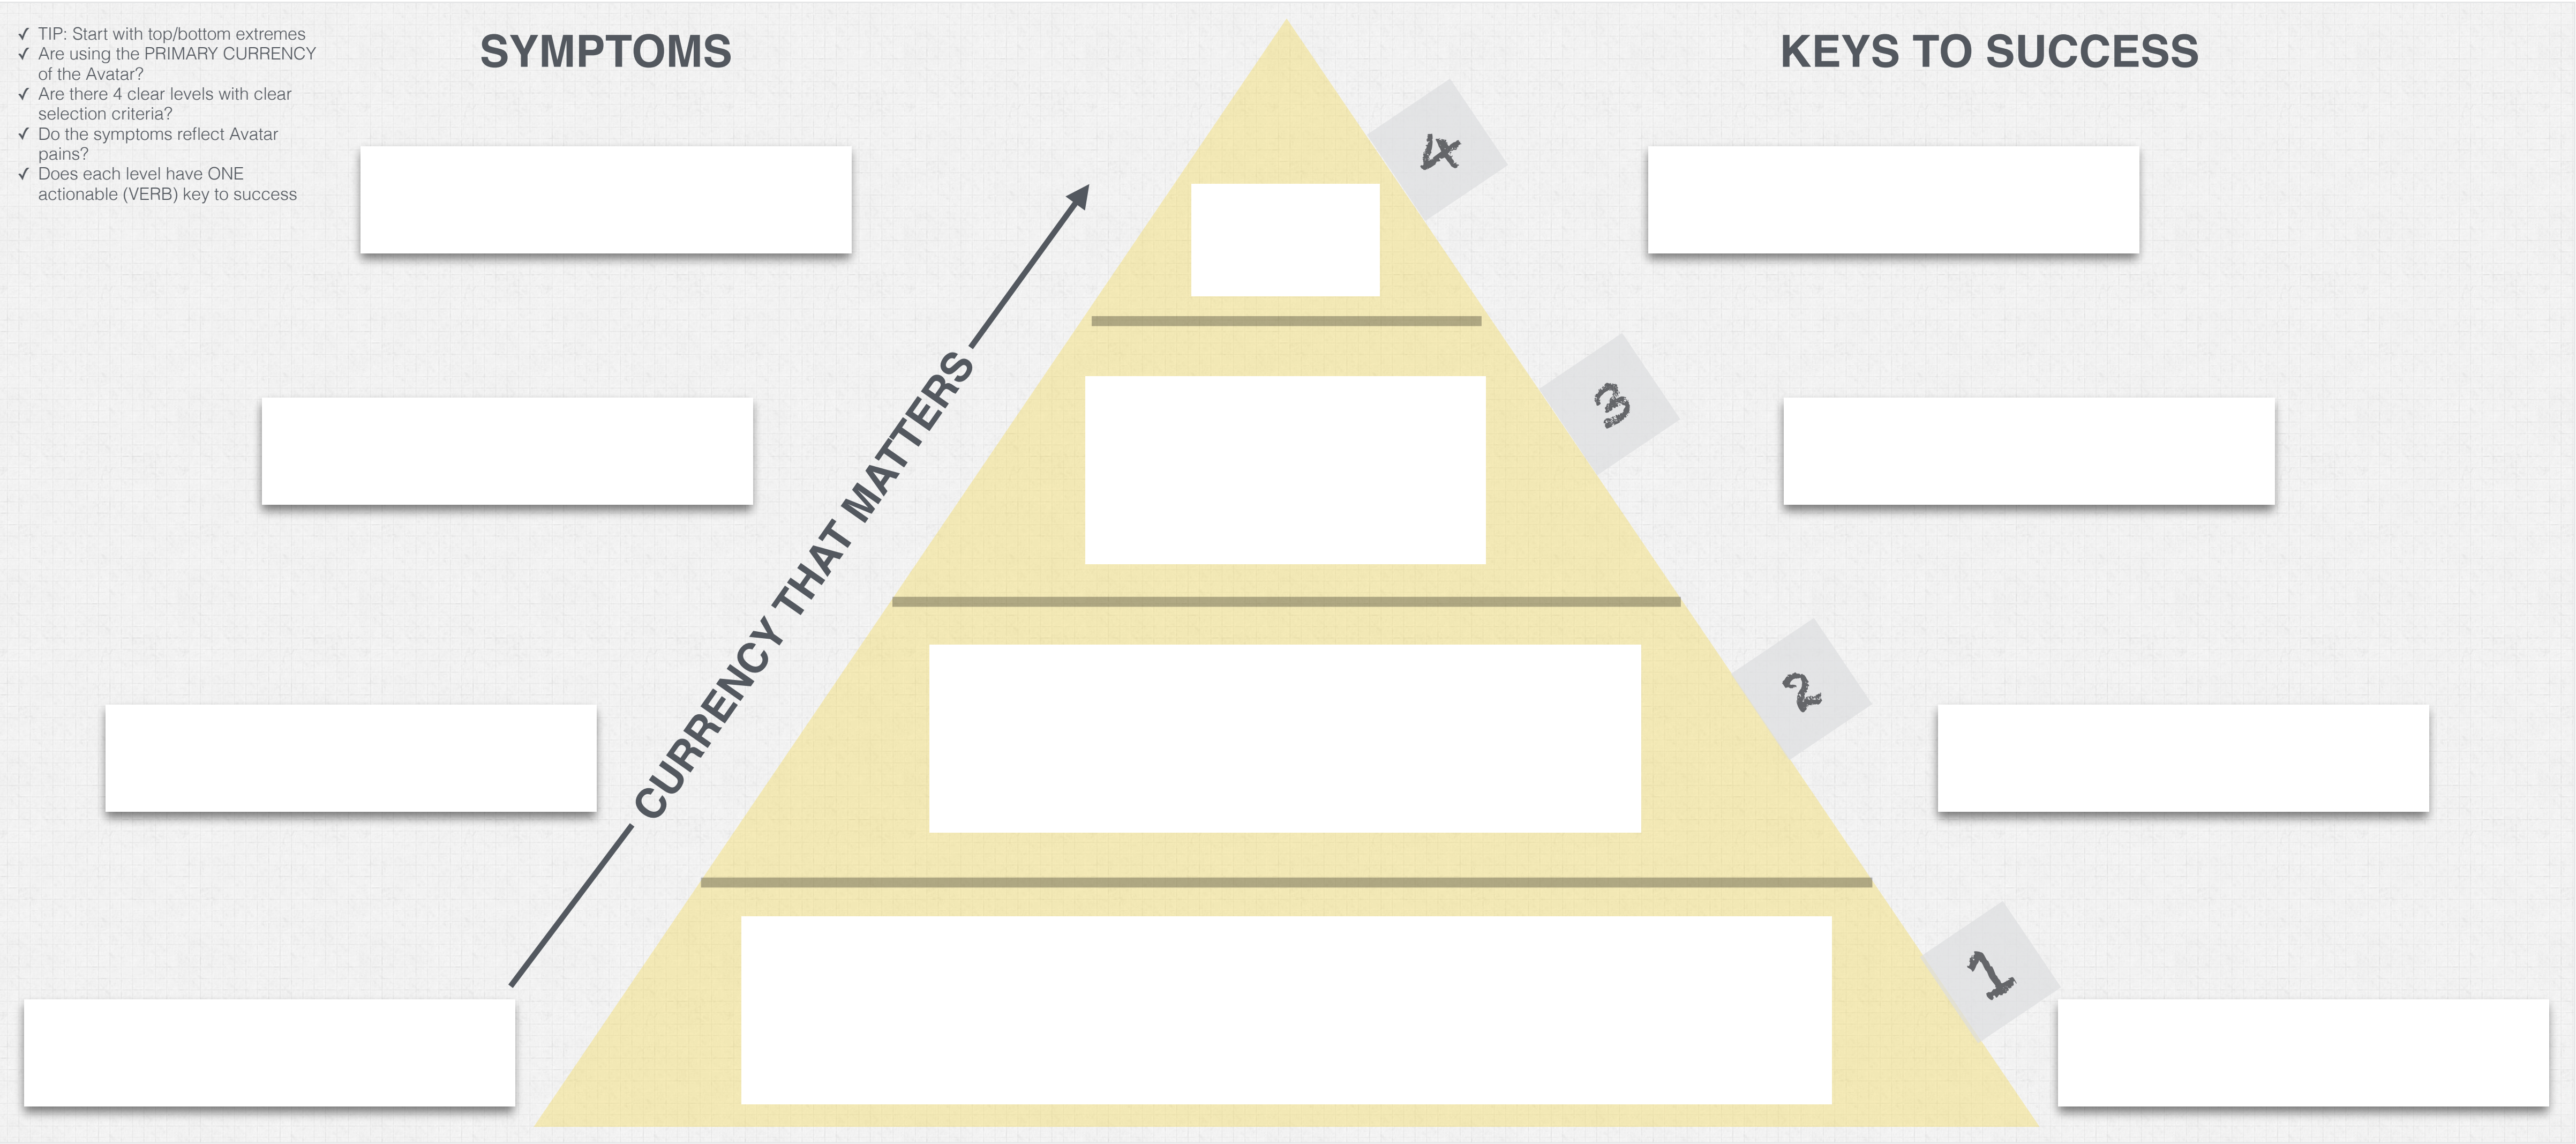 ✓ TIP: Start with top/bottom extremes
✓ Are using the PRIMARY CURRENCY
of the Avatar?
✓ Are there 4 clear levels with clear
selection criteria?
✓ Do the symptoms reflect Avatar
pains?
✓ Does each level have ONE
actionable (VERB) key to success
SYMPTOMS
KEYS TO SUCCESS
CURRENCY THAT MATTERS
4
3
2
1